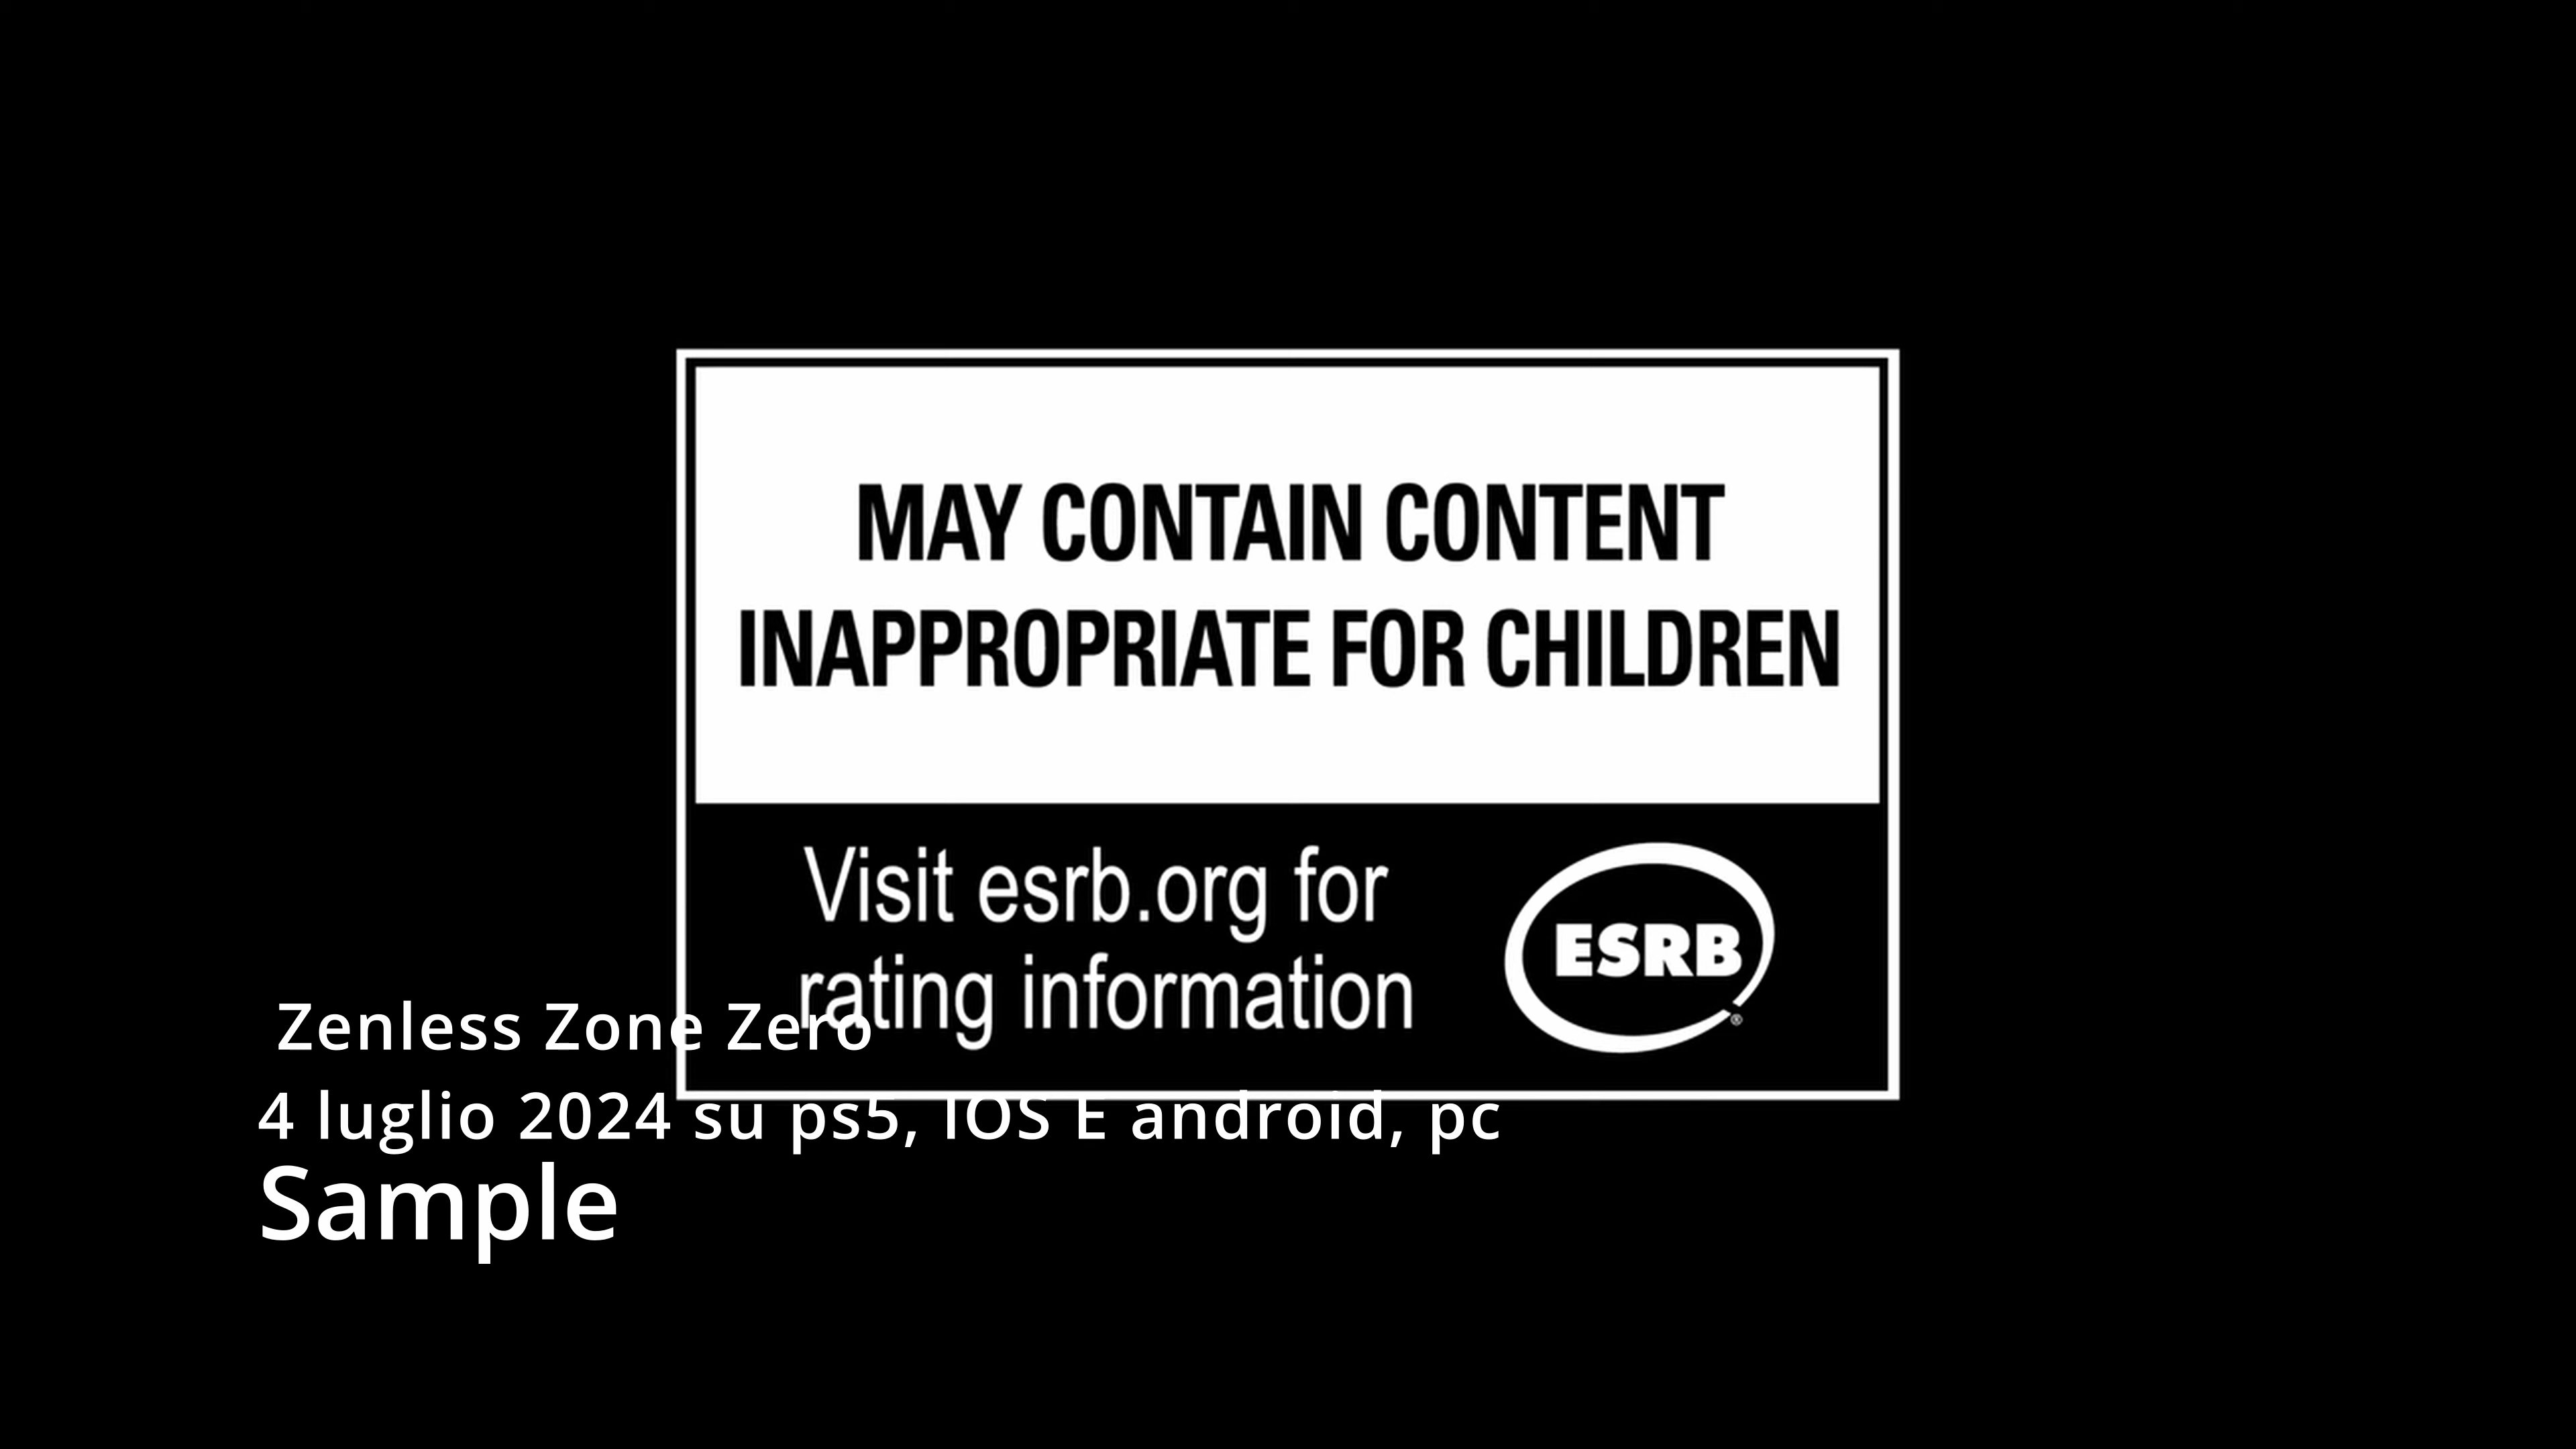 MAY CONTAIN CONTENT
INAPPROPRIATE FOR CHILDREN
Visit esrb.org for
rating information
ESRB
®
Zenless Zone Zero
4 luglio 2024 su ps5, IOS E android, pc
Sample